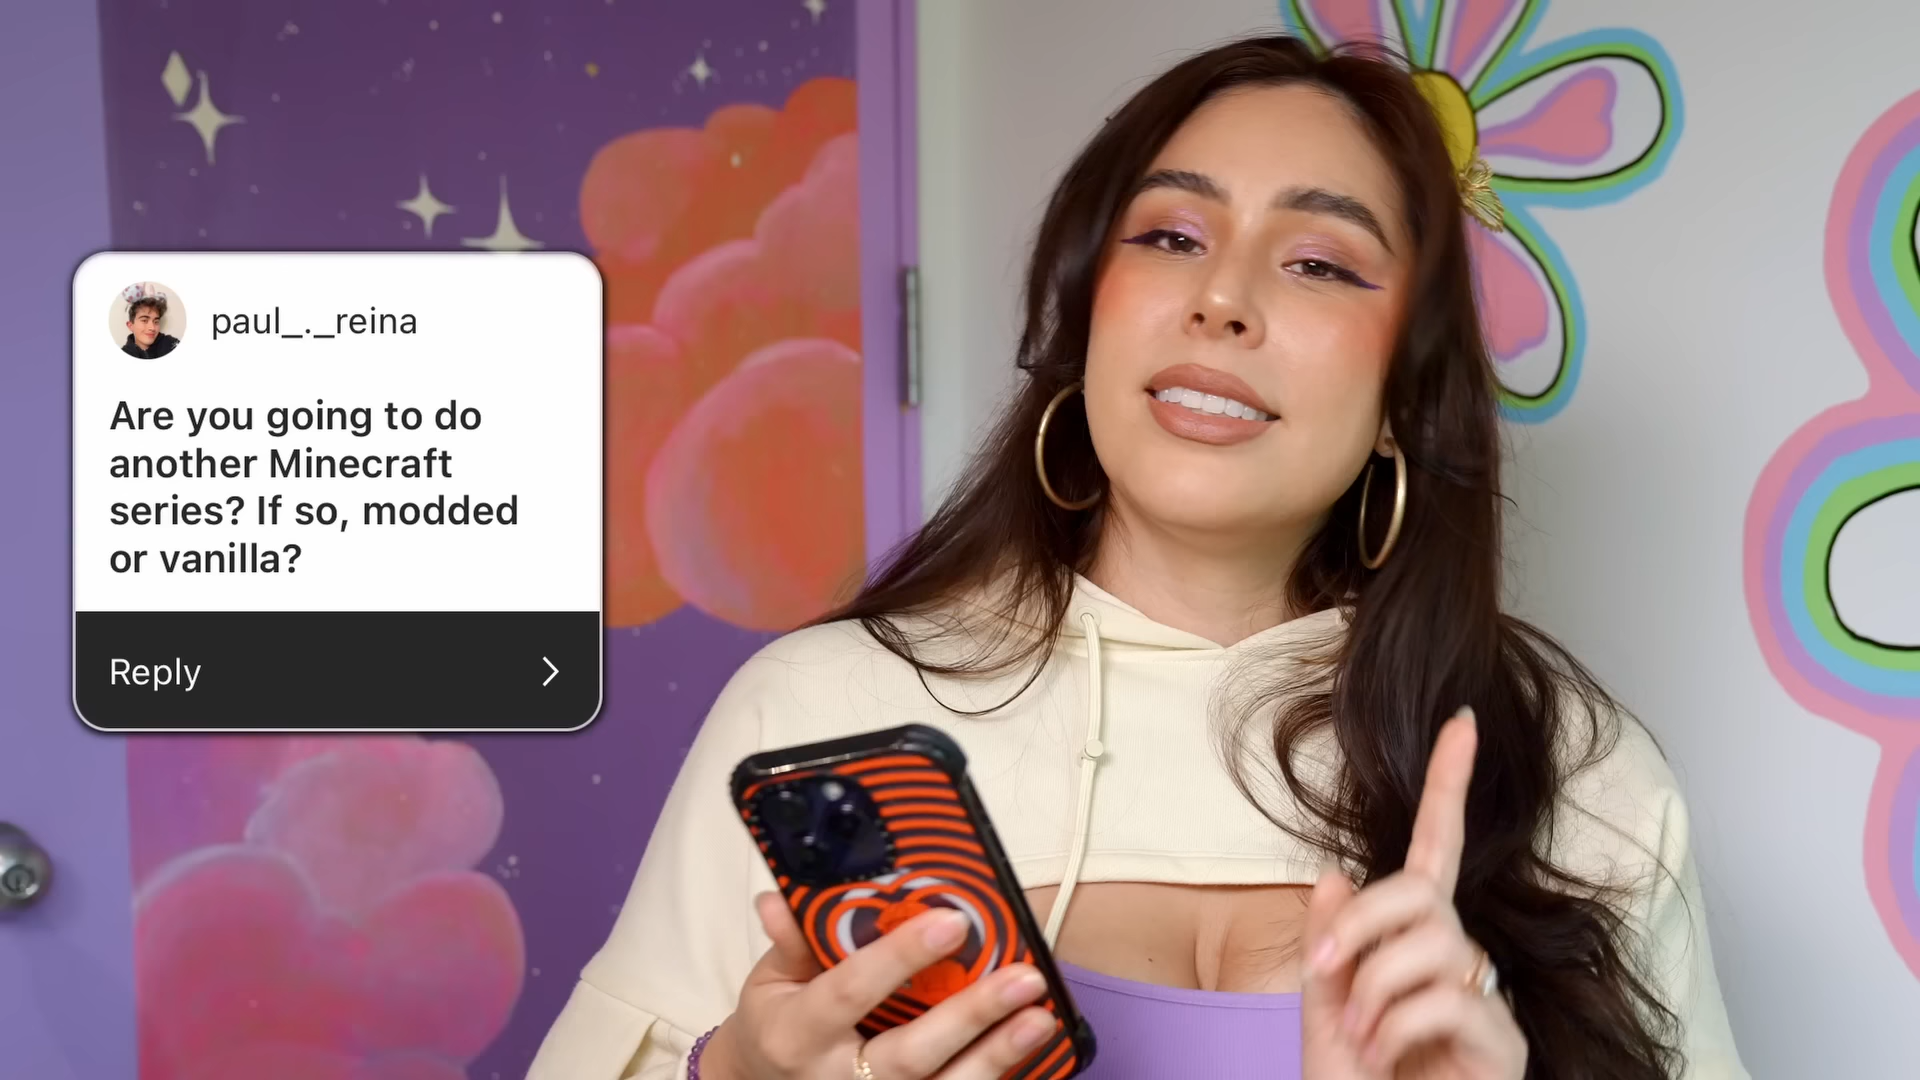 paul_._reina
Are you going to do
another Minecraft
series? If so, modded
or vanilla?
Reply